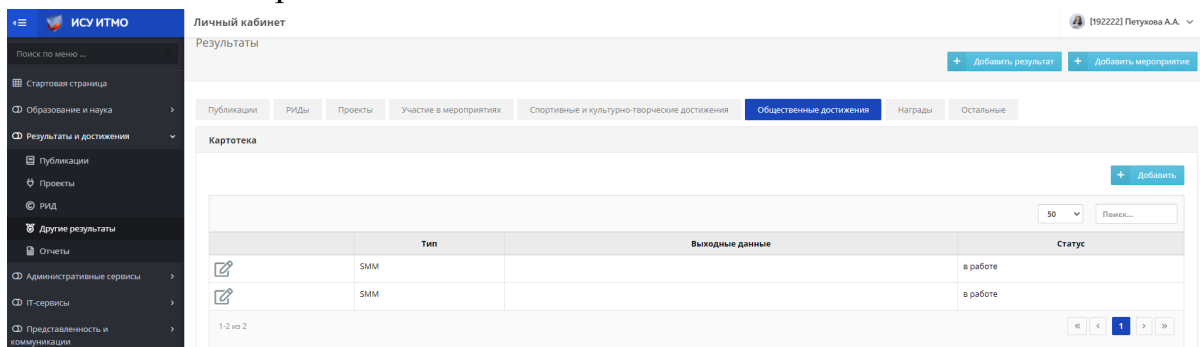 ИСУ ИТМО
Личный кабинет
[192222] Петухова А.А.
Поиск по меню ...
Результаты
+ Добавить результат
+ Добавить мероприятие
Стартовая страница
Образование и наука
Результаты и достижения
Публикации
Проекты
РИД
Другие результаты
Отчеты
Административные сервисы
IT-сервисы
Представленность и
коммуникации
Публикации РИДы Проекты Участие в мероприятиях Спортивные и культурно-творческие достижения Общественные достижения Награды Остальные
Картотека
+ Добавить
50 Поиск...
Тип Выходные данные Статус
SMM в работе
SMM в работе
1-2 из 2 « < 1 > »